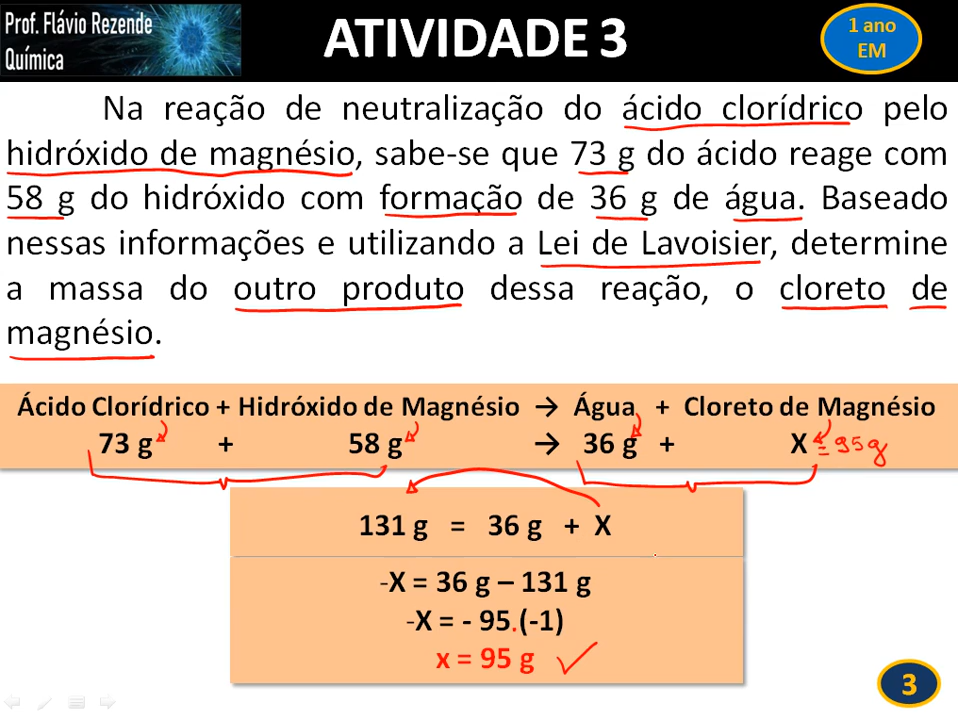 Prof. Flávio Rezende
Química
ATIVIDADE 3
1 ano
EM
Na reação de neutralização do ácido clorídrico pelo
hidróxido de magnésio, sabe-se que 73 g do ácido reage com
58 g do hidróxido com formação de 36 g de água. Baseado
nessas informações e utilizando a Lei de Lavoisier, determine
a massa do outro produto dessa reação, o cloreto de
magnésio.
Ácido Clorídrico + Hidróxido de Magnésio → Água + Cloreto de Magnésio
73 g + 58 g → 36 g + X = 95g
131 g = 36 g + X
-X = 36 g – 131 g
-X = - 95.(-1)
x = 95 g
3